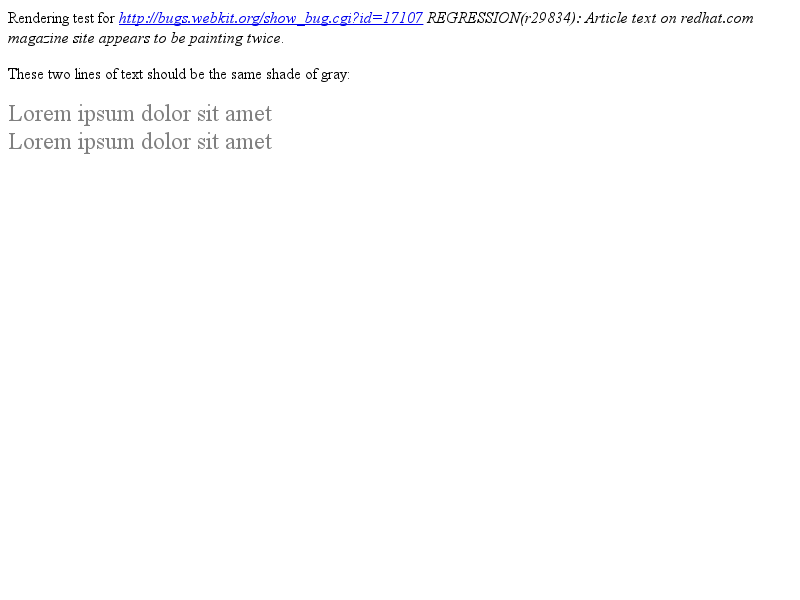 Rendering test for http://bugs.webkit.org/show_bug.cgi?id=17107 REGRESSION(r29834): Article text on redhat.com
magazine site appears to be painting twice.
These two lines of text should be the same shade of gray:
Lorem ipsum dolor sit amet
Lorem ipsum dolor sit amet